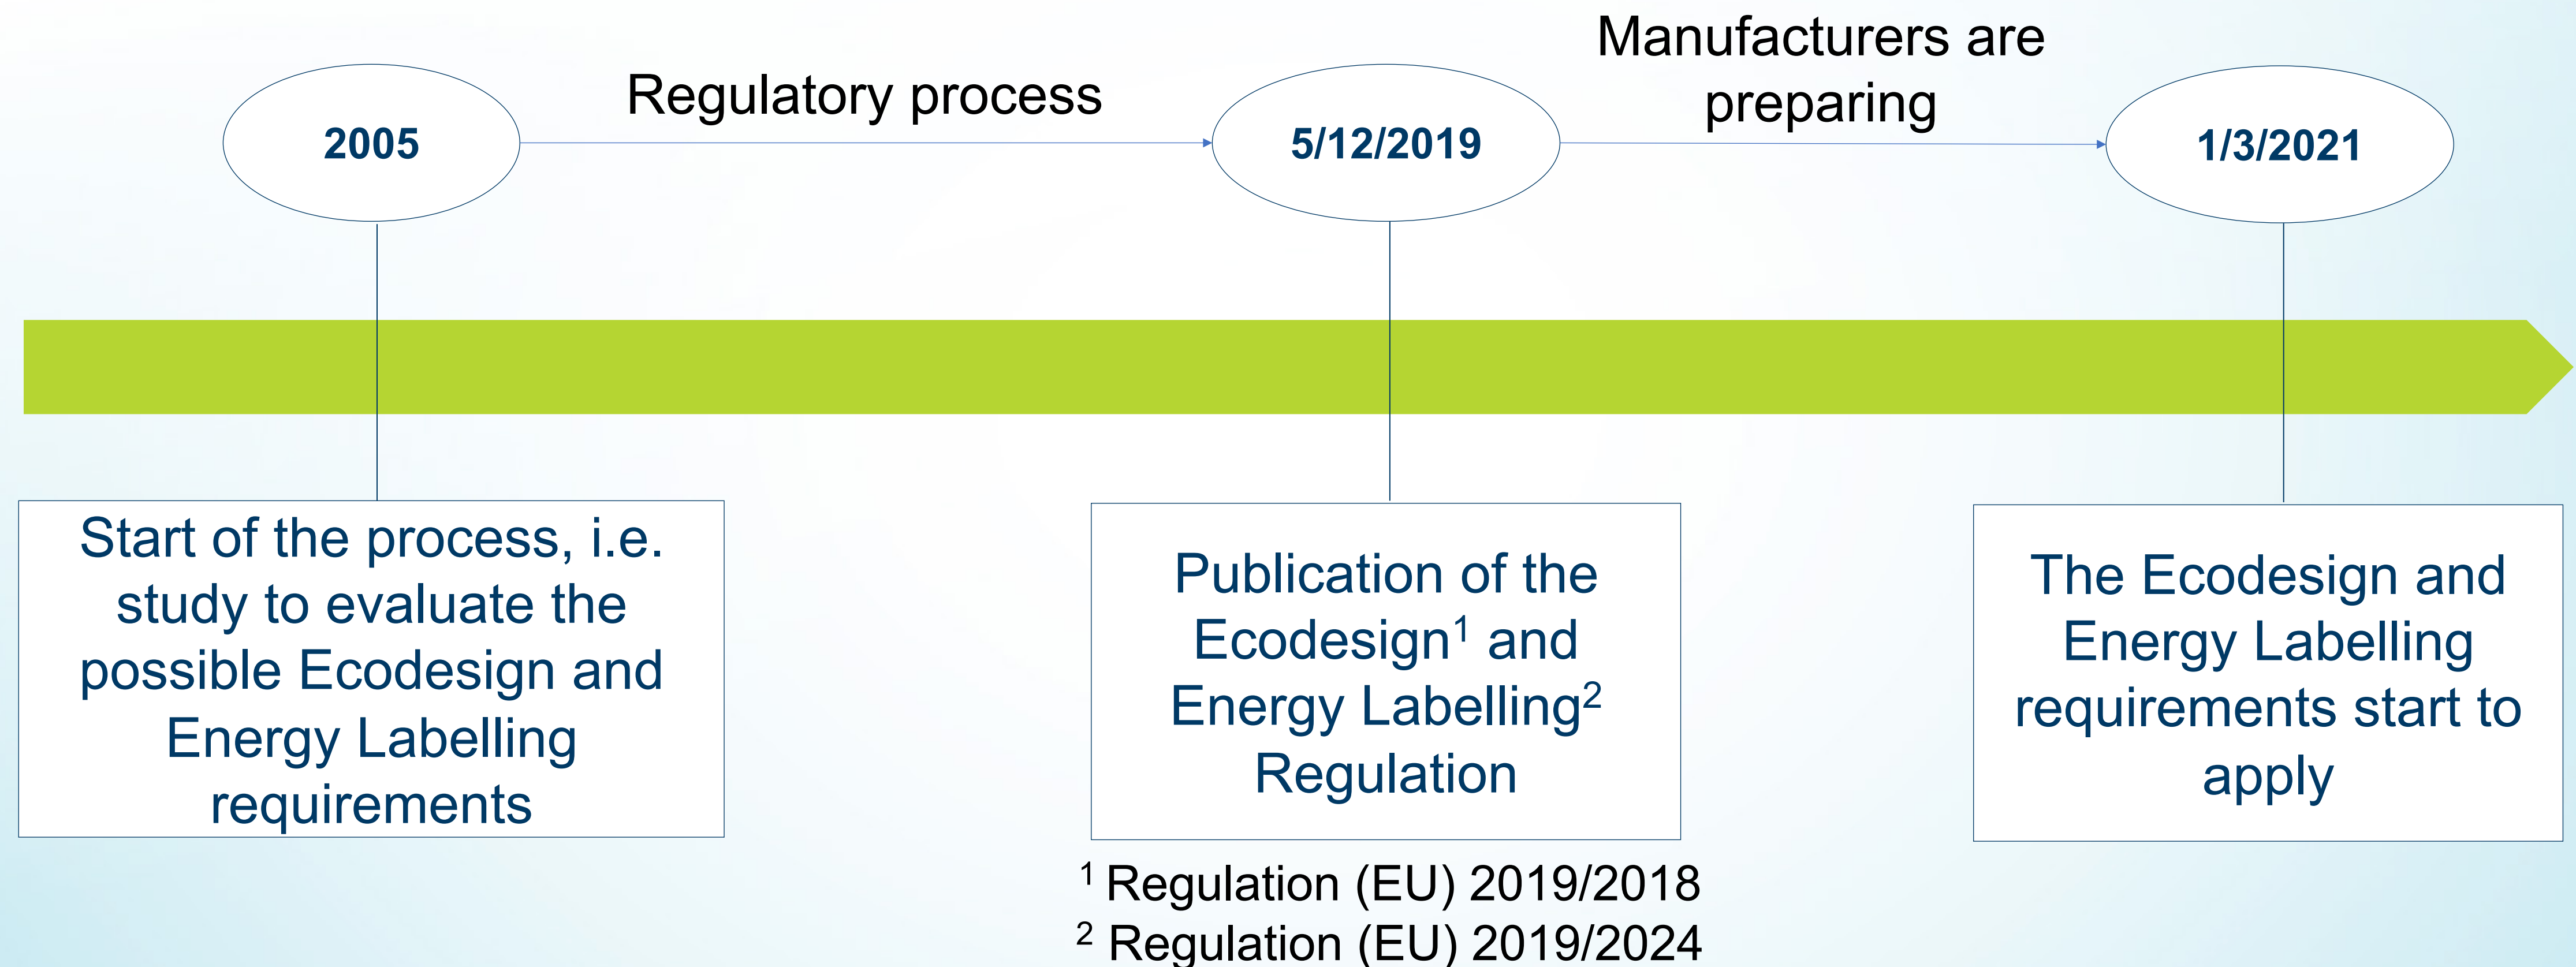 2005
Regulatory process
5/12/2019
Manufacturers are
preparing
1/3/2021
Start of the process, i.e.
study to evaluate the
possible Ecodesign and
Energy Labelling
requirements
Publication of the
Ecodesign¹ and
Energy Labelling²
Regulation
The Ecodesign and
Energy Labelling
requirements start to
apply
¹ Regulation (EU) 2019/2018
² Regulation (EU) 2019/2024